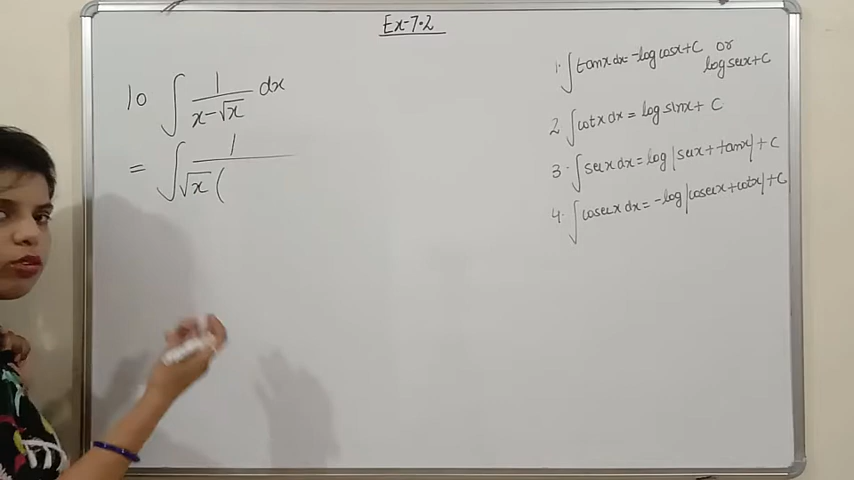 Ex-7.2
10 ∫ 1/(x-√x) dx
= ∫ 1/(√x (
1. ∫ tanx dx = -log cosx + C or
log secx + C
2 ∫ cotx dx = log sinx + C
3. ∫ secx dx = log |secx + tanx| + C
4. ∫ cosecx dx = -log |cosecx + cotx| + C